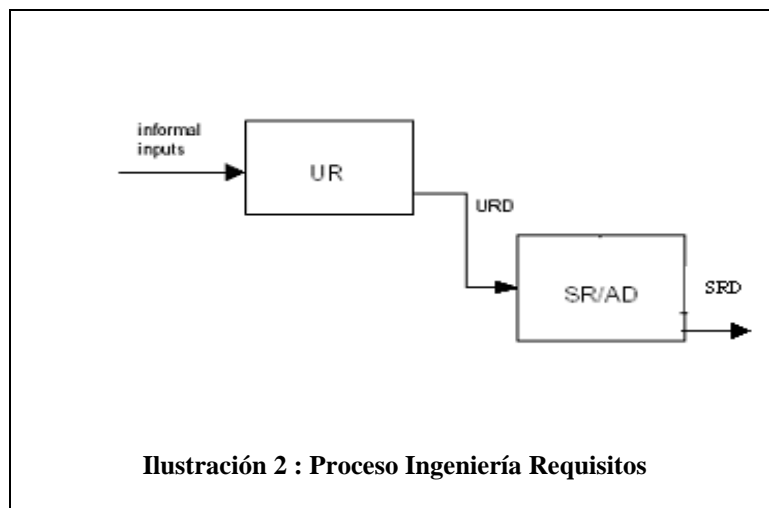 informal
inputs
UR
URD
SR/AD
SRD
Ilustración 2 : Proceso Ingeniería Requisitos